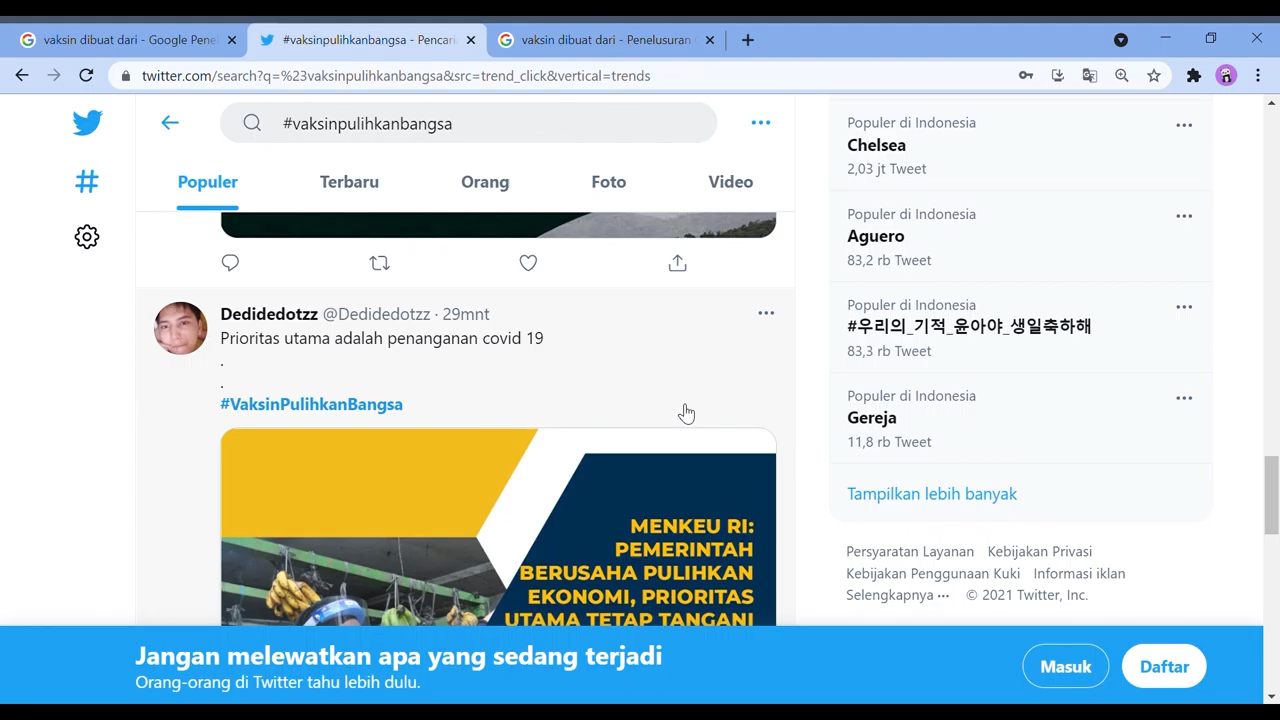 vaksin dibuat dari - Google Pene
#vaksinpulihkanbangsa - Pencari
vaksin dibuat dari - Penelusuran
twitter.com/search?q=%23vaksinpulihkanbangsa&src=trend_click&vertical=trends
#vaksinpulihkanbangsa
Populer
Terbaru
Orang
Foto
Video
Dedidedotzz @Dedidedotzz · 29mnt
Prioritas utama adalah penanganan covid 19
.
.
#VaksinPulihkanBangsa
MENKEU RI:
PEMERINTAH
BERUSAHA PULIHKAN
EKONOMI, PRIORITAS
UTAMA TETAP TANGANI
Populer di Indonesia
Chelsea
2,03 jt Tweet
Populer di Indonesia
Aguero
83,2 rb Tweet
Populer di Indonesia
#우리의_기적_윤아야_생일축하해
83,3 rb Tweet
Populer di Indonesia
Gereja
11,8 rb Tweet
Tampilkan lebih banyak
Persyaratan Layanan Kebijakan Privasi
Kebijakan Penggunaan Kuki Informasi iklan
Selengkapnya ··· © 2021 Twitter, Inc.
Jangan melewatkan apa yang sedang terjadi
Orang-orang di Twitter tahu lebih dulu.
Masuk
Daftar